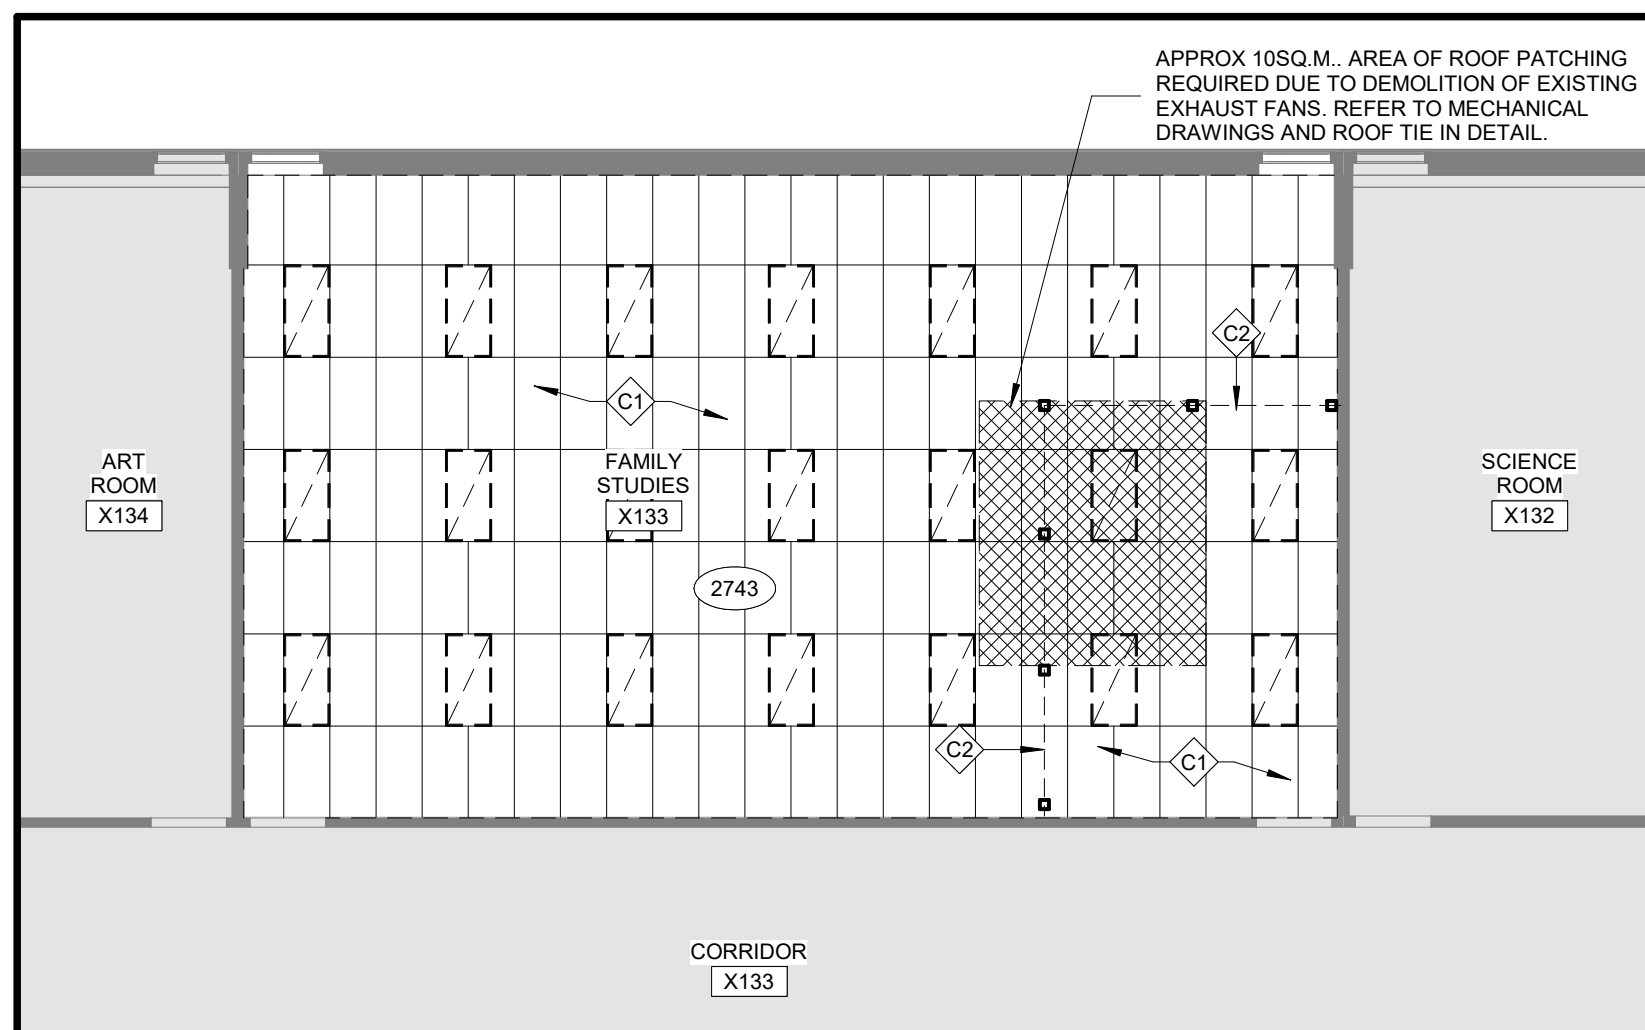 APPROX 10SQ.M.. AREA OF ROOF PATCHING
REQUIRED DUE TO DEMOLITION OF EXISTING
EXHAUST FANS. REFER TO MECHANICAL
DRAWINGS AND ROOF TIE IN DETAIL.
C2
C1
ART
ROOM
X134
FAMILY
STUDIES
X133
SCIENCE
ROOM
X132
2743
C2
C1
CORRIDOR
X133